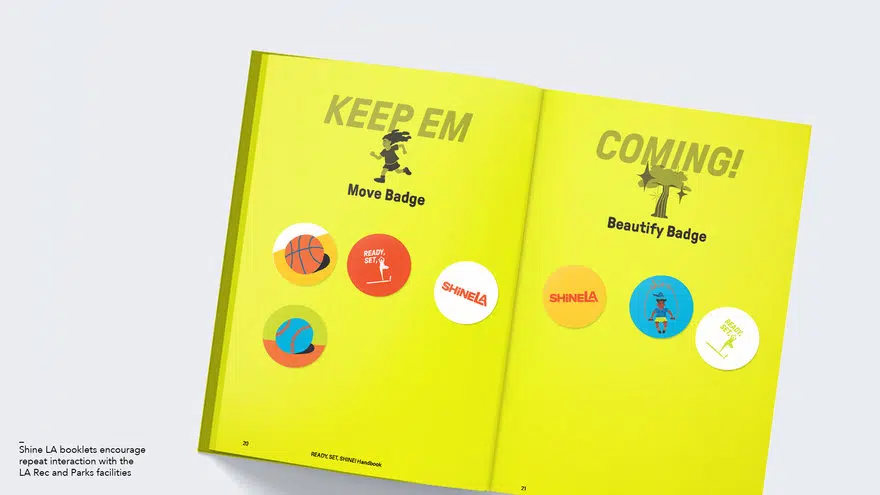 KEEP EM
Move Badge
READY,
SET,
SHiNELA
20
READY, SET, SHINE! Handbook
COMING!
Beautify Badge
SHiNELA
READY,
SET,
21
Shine LA booklets encourage
repeat interaction with the
LA Rec and Parks facilities